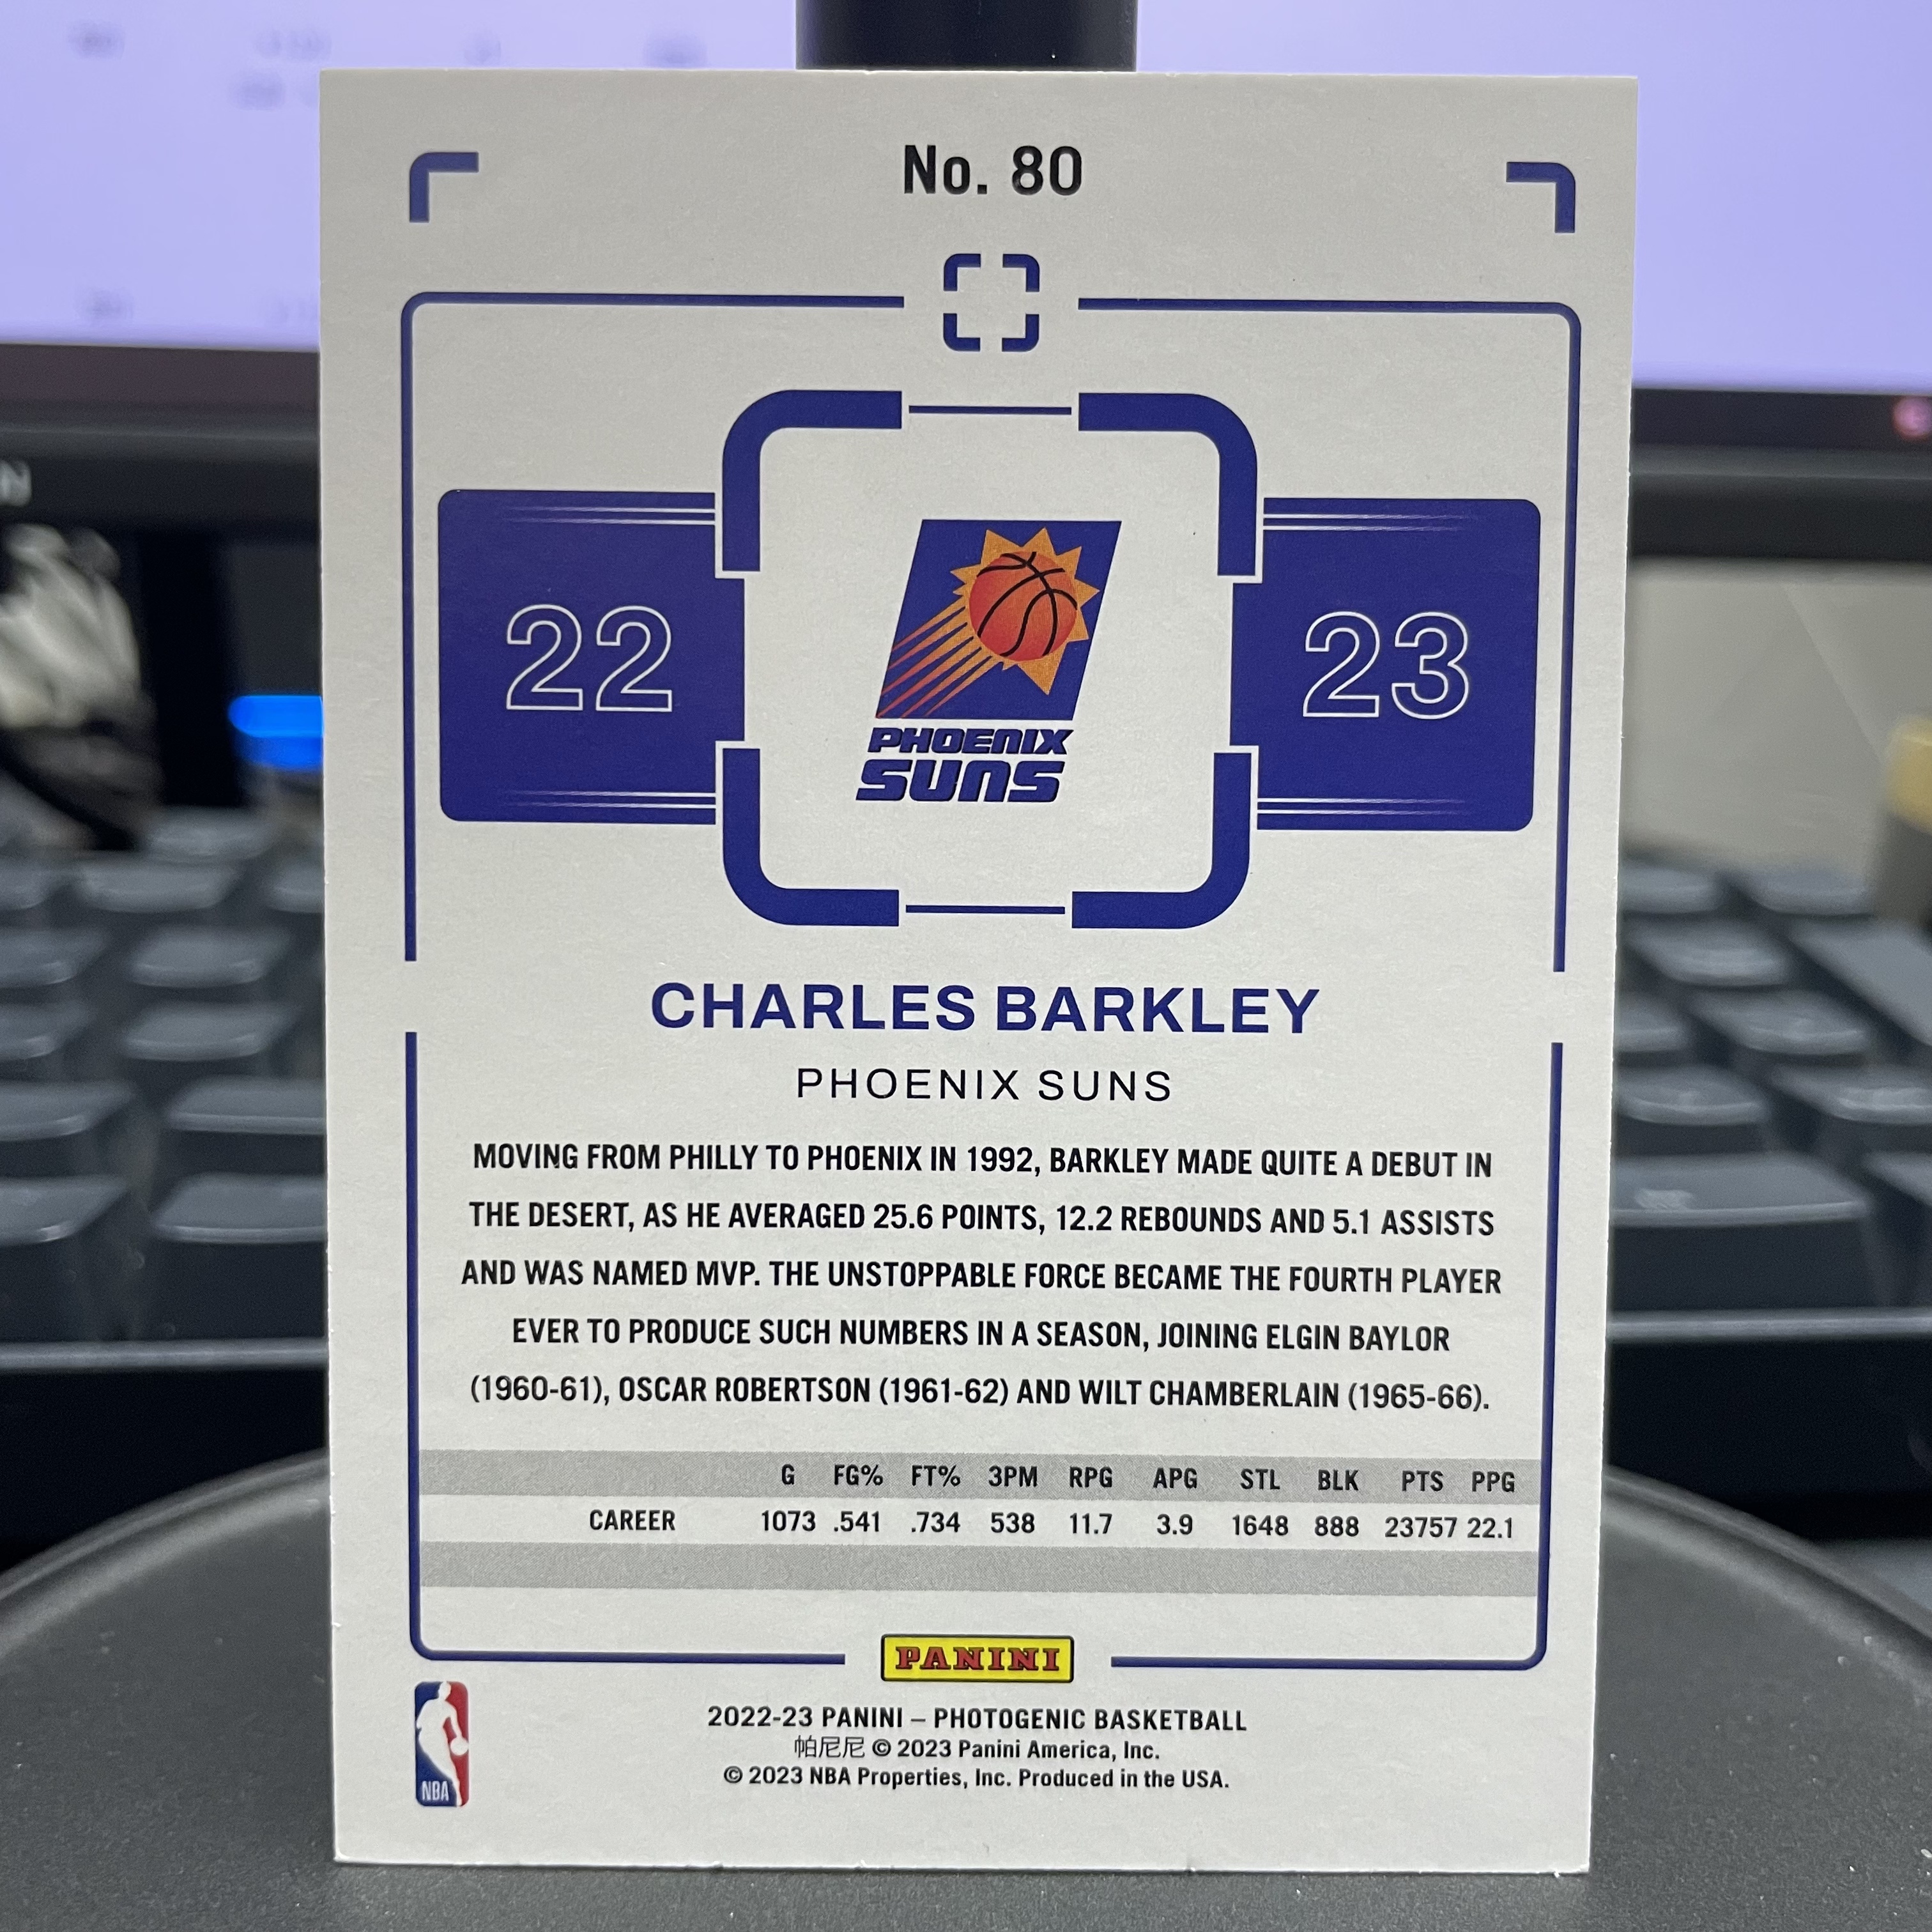 No. 80
22
23
PHOENIX
SUNS
CHARLES BARKLEY
PHOENIX SUNS
MOVING FROM PHILLY TO PHOENIX IN 1992, BARKLEY MADE QUITE A DEBUT IN
THE DESERT, AS HE AVERAGED 25.6 POINTS, 12.2 REBOUNDS AND 5.1 ASSISTS
AND WAS NAMED MVP. THE UNSTOPPABLE FORCE BECAME THE FOURTH PLAYER
EVER TO PRODUCE SUCH NUMBERS IN A SEASON, JOINING ELGIN BAYLOR
(1960-61), OSCAR ROBERTSON (1961-62) AND WILT CHAMBERLAIN (1965-66).
G FG% FT% 3PM RPG APG STL BLK PTS PPG
CAREER 1073 .541 .734 538 11.7 3.9 1648 888 23757 22.1
PANINI
2022-23 PANINI – PHOTOGENIC BASKETBALL
帕尼尼 © 2023 Panini America, Inc.
© 2023 NBA Properties, Inc. Produced in the USA.
NBA